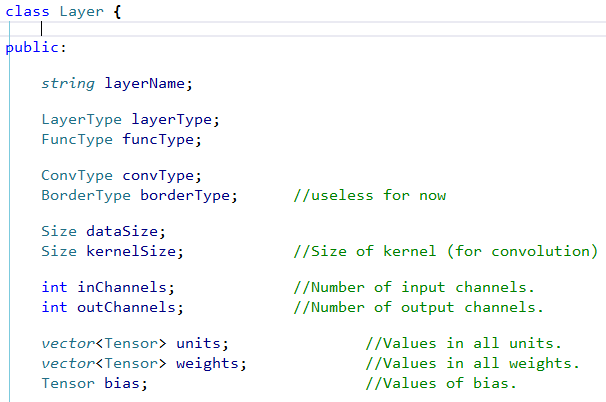 class Layer {
public:
string layerName;
LayerType layerType;
FuncType funcType;
ConvType convType;
BorderType borderType; //useless for now
Size dataSize;
Size kernelSize; //Size of kernel (for convolution)
int inChannels; //Number of input channels.
int outChannels; //Number of output channels.
vector<Tensor> units; //Values in all units.
vector<Tensor> weights; //Values in all weights.
Tensor bias; //Values of bias.